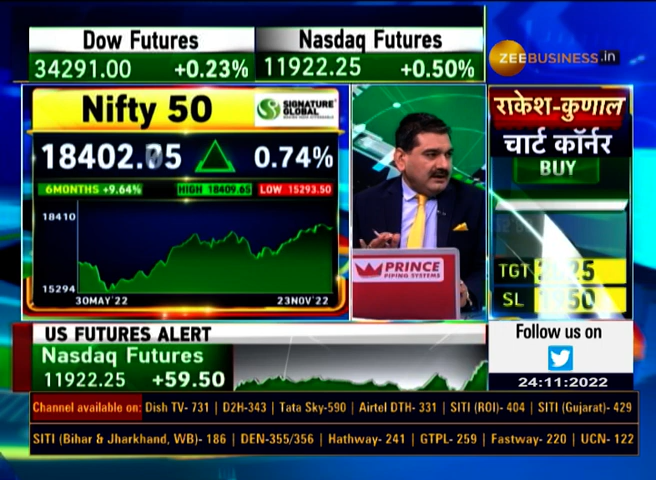 Dow Futures
34291.00 +0.23%
Nasdaq Futures
11922.25 +0.50%
ZEEBUSINESS.in
Nifty 50
SIGNATURE
GLOBAL
0.74%
6MONTHS +9.64% HIGH 18409.65 LOW 15293.50
18410
15294
30MAY'22 23NOV'22
PRINCE
PIPING SYSTEMS
राकेश-कुणाल
चार्ट कॉर्नर
BUY
TGT
SL
US FUTURES ALERT
Nasdaq Futures
11922.25 +59.50
Follow us on
24:11:2022
Channel available on: Dish TV- 731 | D2H-343 | Tata Sky-590 | Airtel DTH- 331 | SITI (ROI)- 404 | SITI (Gujarat)- 429
SITI (Bihar & Jharkhand, WB)- 186 | DEN-355/356 | Hathway- 241 | GTPL- 259 | Fastway- 220 | UCN- 122